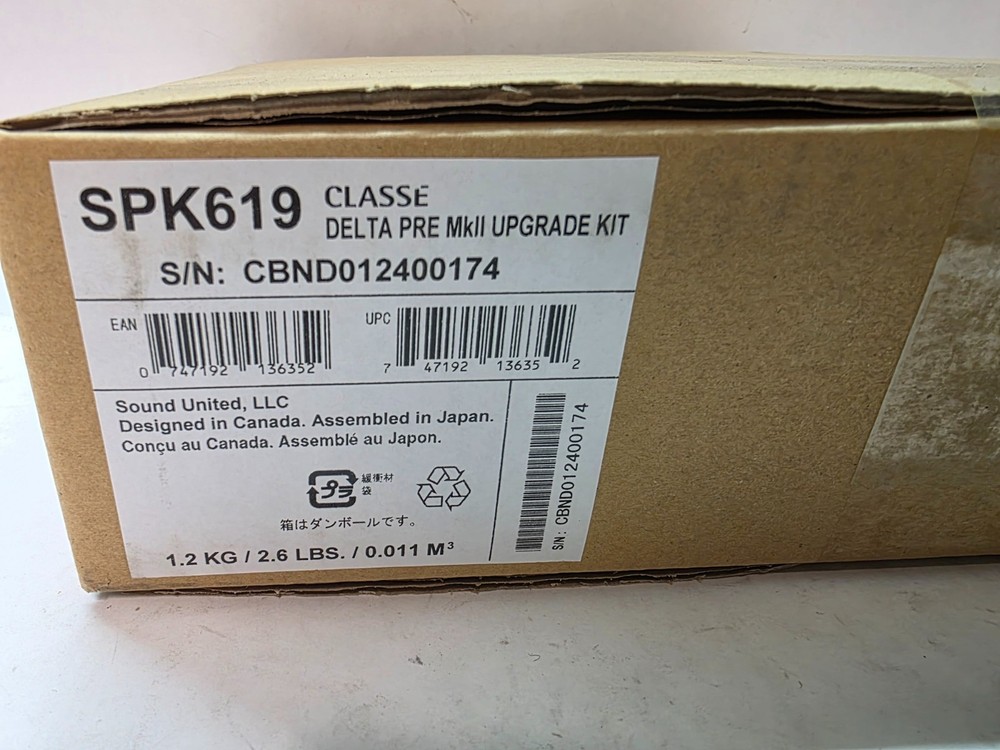 SPK619
CLASSE
DELTA PRE MkII UPGRADE KIT
S/N: CBND012400174
EAN
0 747192 136352
UPC
7 47192 13635 2
Sound United, LLC
Designed in Canada. Assembled in Japan.
Conçu au Canada. Assemblé au Japon.
プラ
緩衝材
袋
箱はダンボールです。
1.2 KG / 2.6 LBS. / 0.011 M³
S/N: CBND012400174